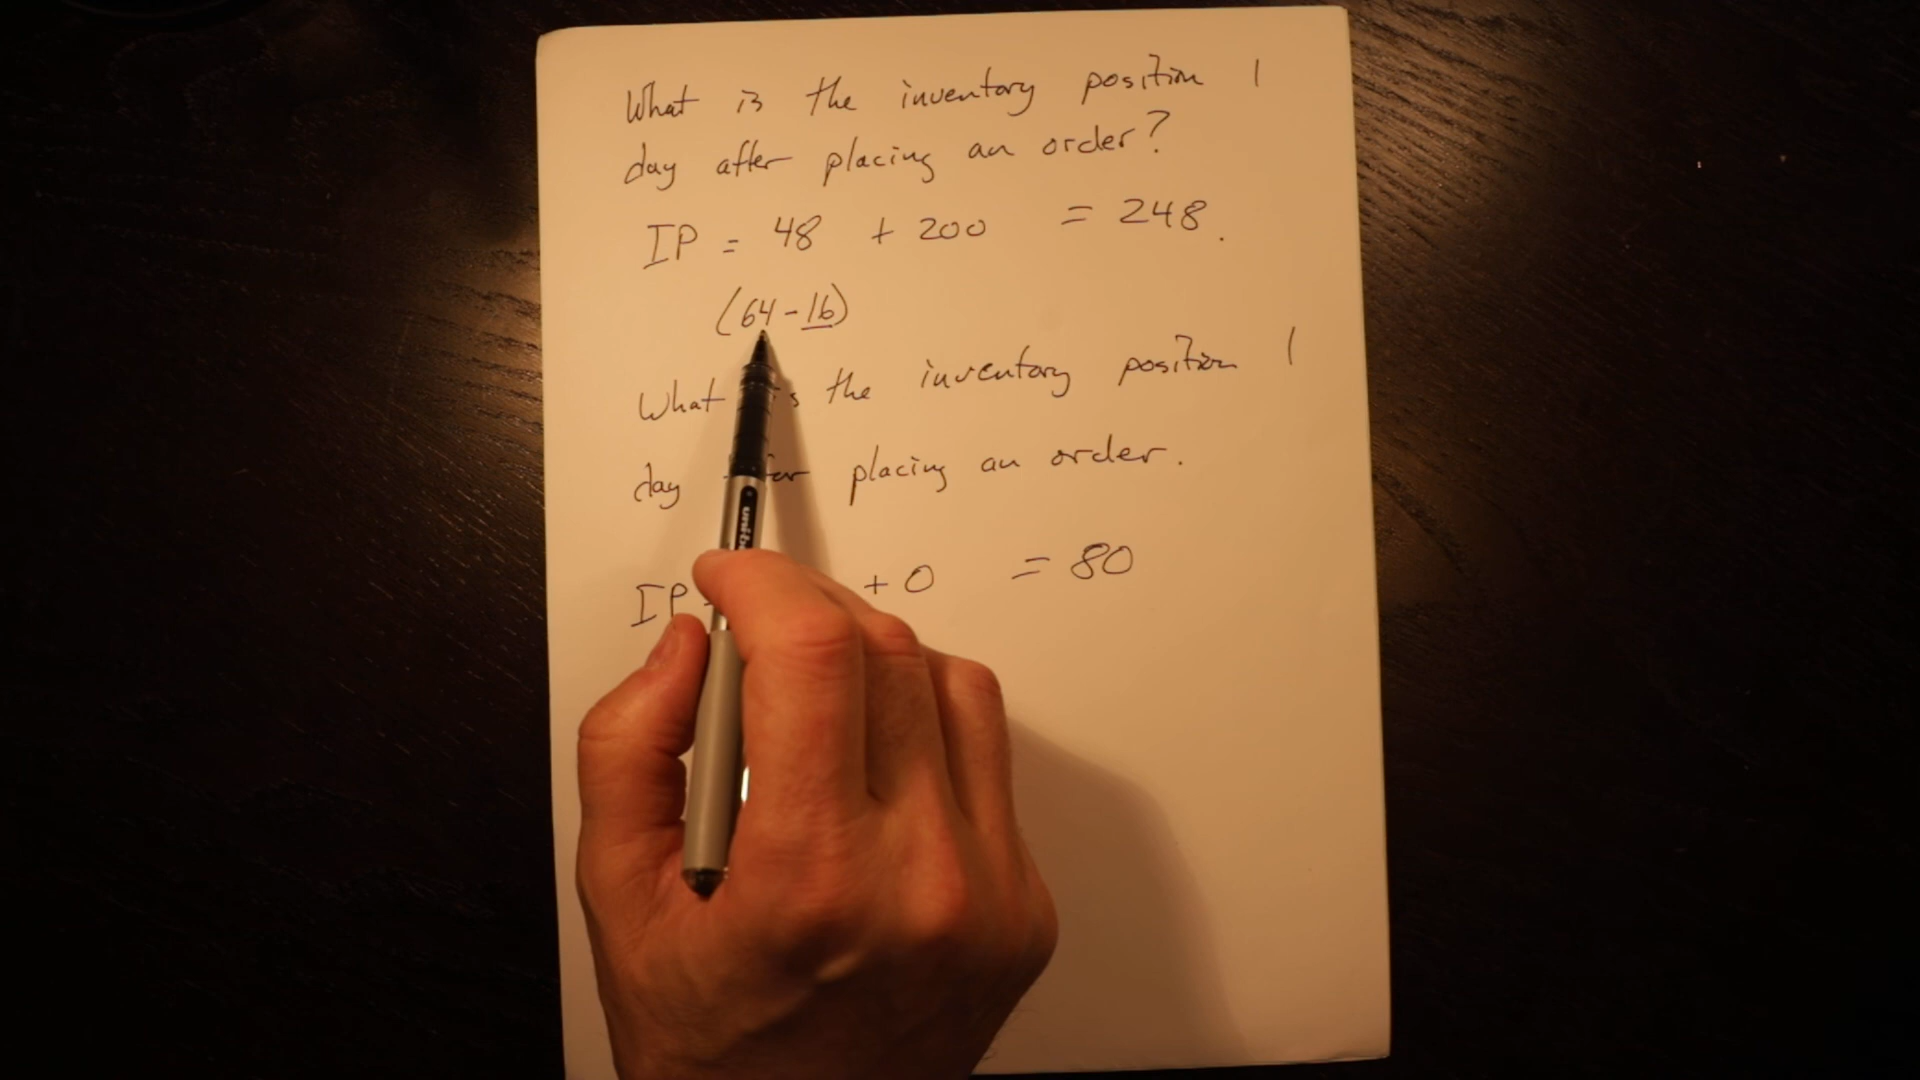 What is the inventory position 1
day after placing an order?
IP = 48 + 200 = 248.
(64-16)
What the inventory position 1
day placing an order.
IP + 0 = 80